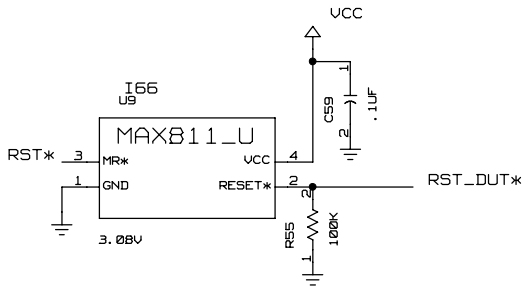 VCC
I66
U9
1
C59
.1UF
2
MAX811_U
RST*
3
MR*
VCC
4
1
GND
RESET*
2
RST_DUT*
2
R55
100K
1
3.08V